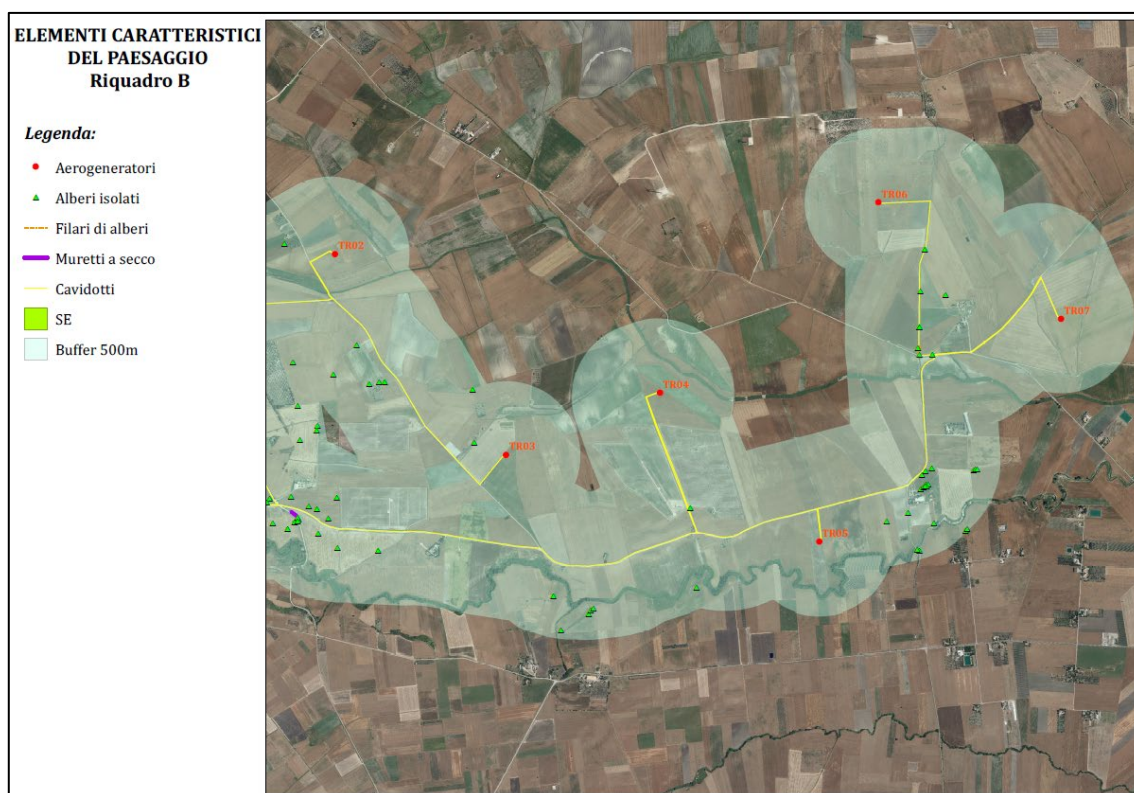 ELEMENTI CARATTERISTICI
DEL PAESAGGIO
Riquadro B
Legenda:
Aerogeneratori
Alberi isolati
Filari di alberi
Muretti a secco
Cavidotti
SE
Buffer 500m
TR06
TR02
TR07
TR04
TR03
TR05